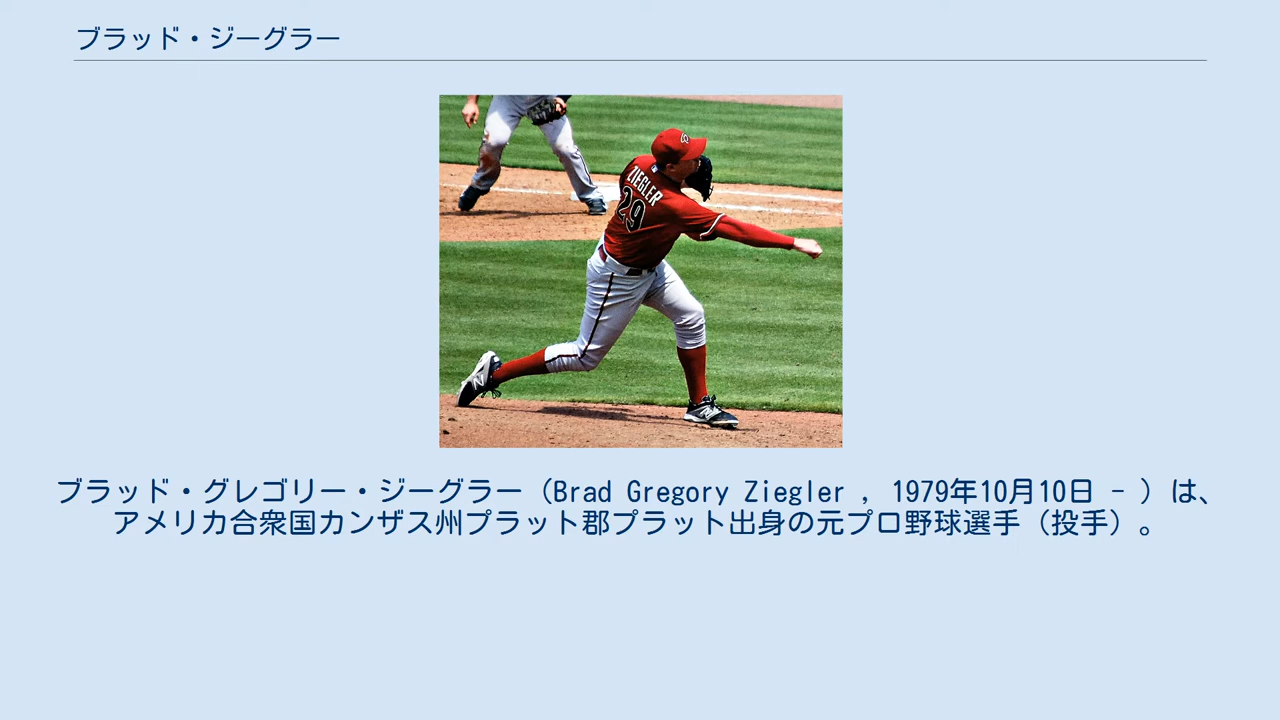 ブラッド・ジーグラー
ZIEGLER
29
ブラッド・グレゴリー・ジーグラー（Brad Gregory Ziegler , 1979年10月10日 - ）は、
アメリカ合衆国カンザス州プラット郡プラット出身の元プロ野球選手（投手）。